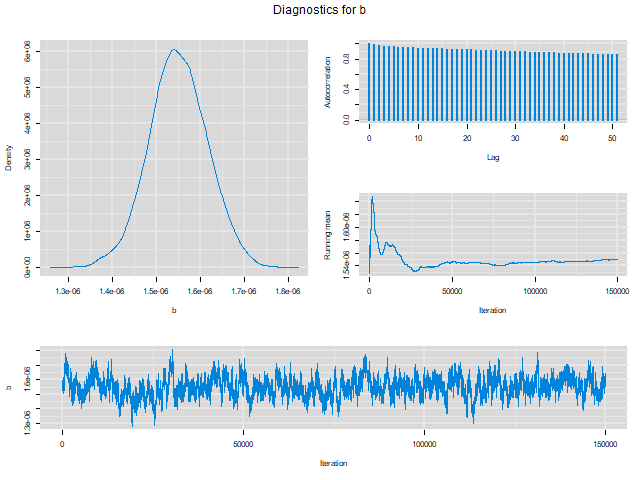 Diagnostics for b
Density
0e+00 1e+06 2e+06 3e+06 4e+06 5e+06 6e+06
1.3e-06 1.4e-06 1.5e-06 1.6e-06 1.7e-06 1.8e-06
b
Autocorrelation
0.0 0.4 0.8
0 10 20 30 40 50
Lag
Running mean
1.54e-06 1.60e-06
0 50000 100000 150000
Iteration
b
1.3e-06 1.6e-06
0 50000 100000 150000
Iteration